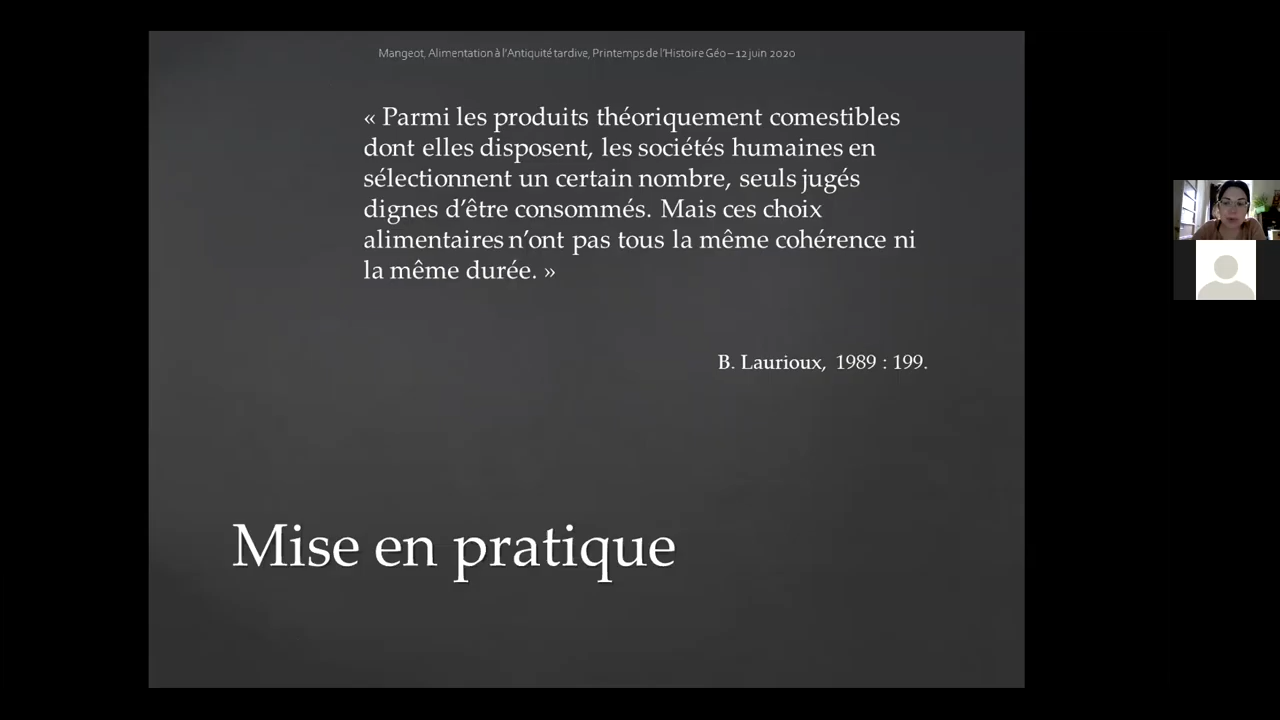 Mangeot, Alimentation à l'Antiquité tardive, Printemps de l'Histoire Géo – 12 juin 2020
« Parmi les produits théoriquement comestibles
dont elles disposent, les sociétés humaines en
sélectionnent un certain nombre, seuls jugés
dignes d'être consommés. Mais ces choix
alimentaires n'ont pas tous la même cohérence ni
la même durée. »
B. Laurioux, 1989 : 199.
Mise en pratique